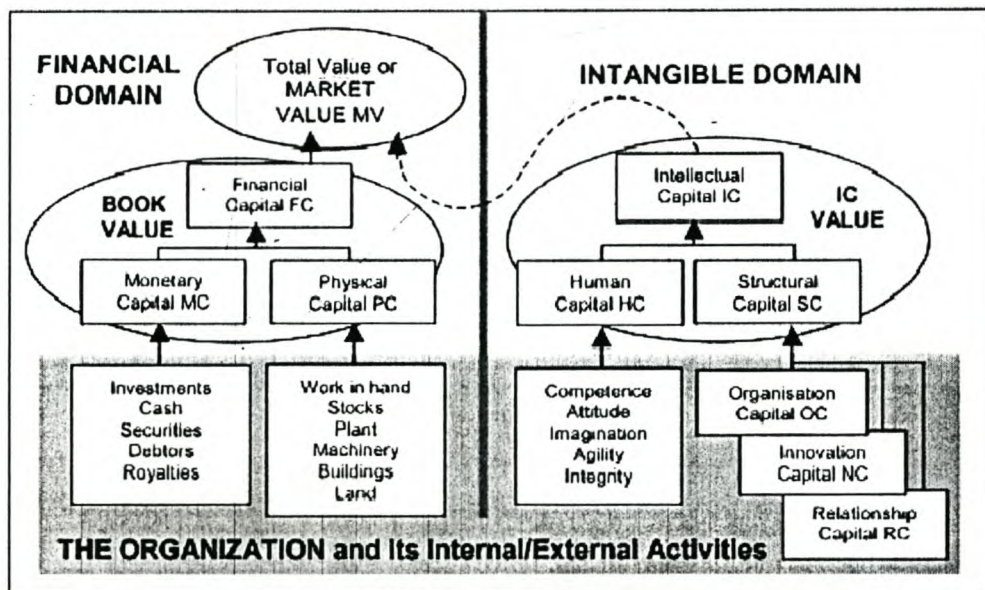 FINANCIAL
DOMAIN
Total Value or
MARKET
VALUE MV
INTANGIBLE DOMAIN
Financial
Capital FC
BOOK
VALUE
Monetary
Capital MC
Physical
Capital PC
Intellectual
Capital IC
IC
VALUE
Human
Capital HC
Structural
Capital SC
Investments
Cash
Securities
Debtors
Royalties
Work in hand
Stocks
Plant
Machinery
Buildings
Land
Competence
Attitude
Imagination
Agility
Integrity
Organisation
Capital OC
Innovation
Capital NC
Relationship
Capital RC
THE ORGANIZATION and Its Internal/External Activities